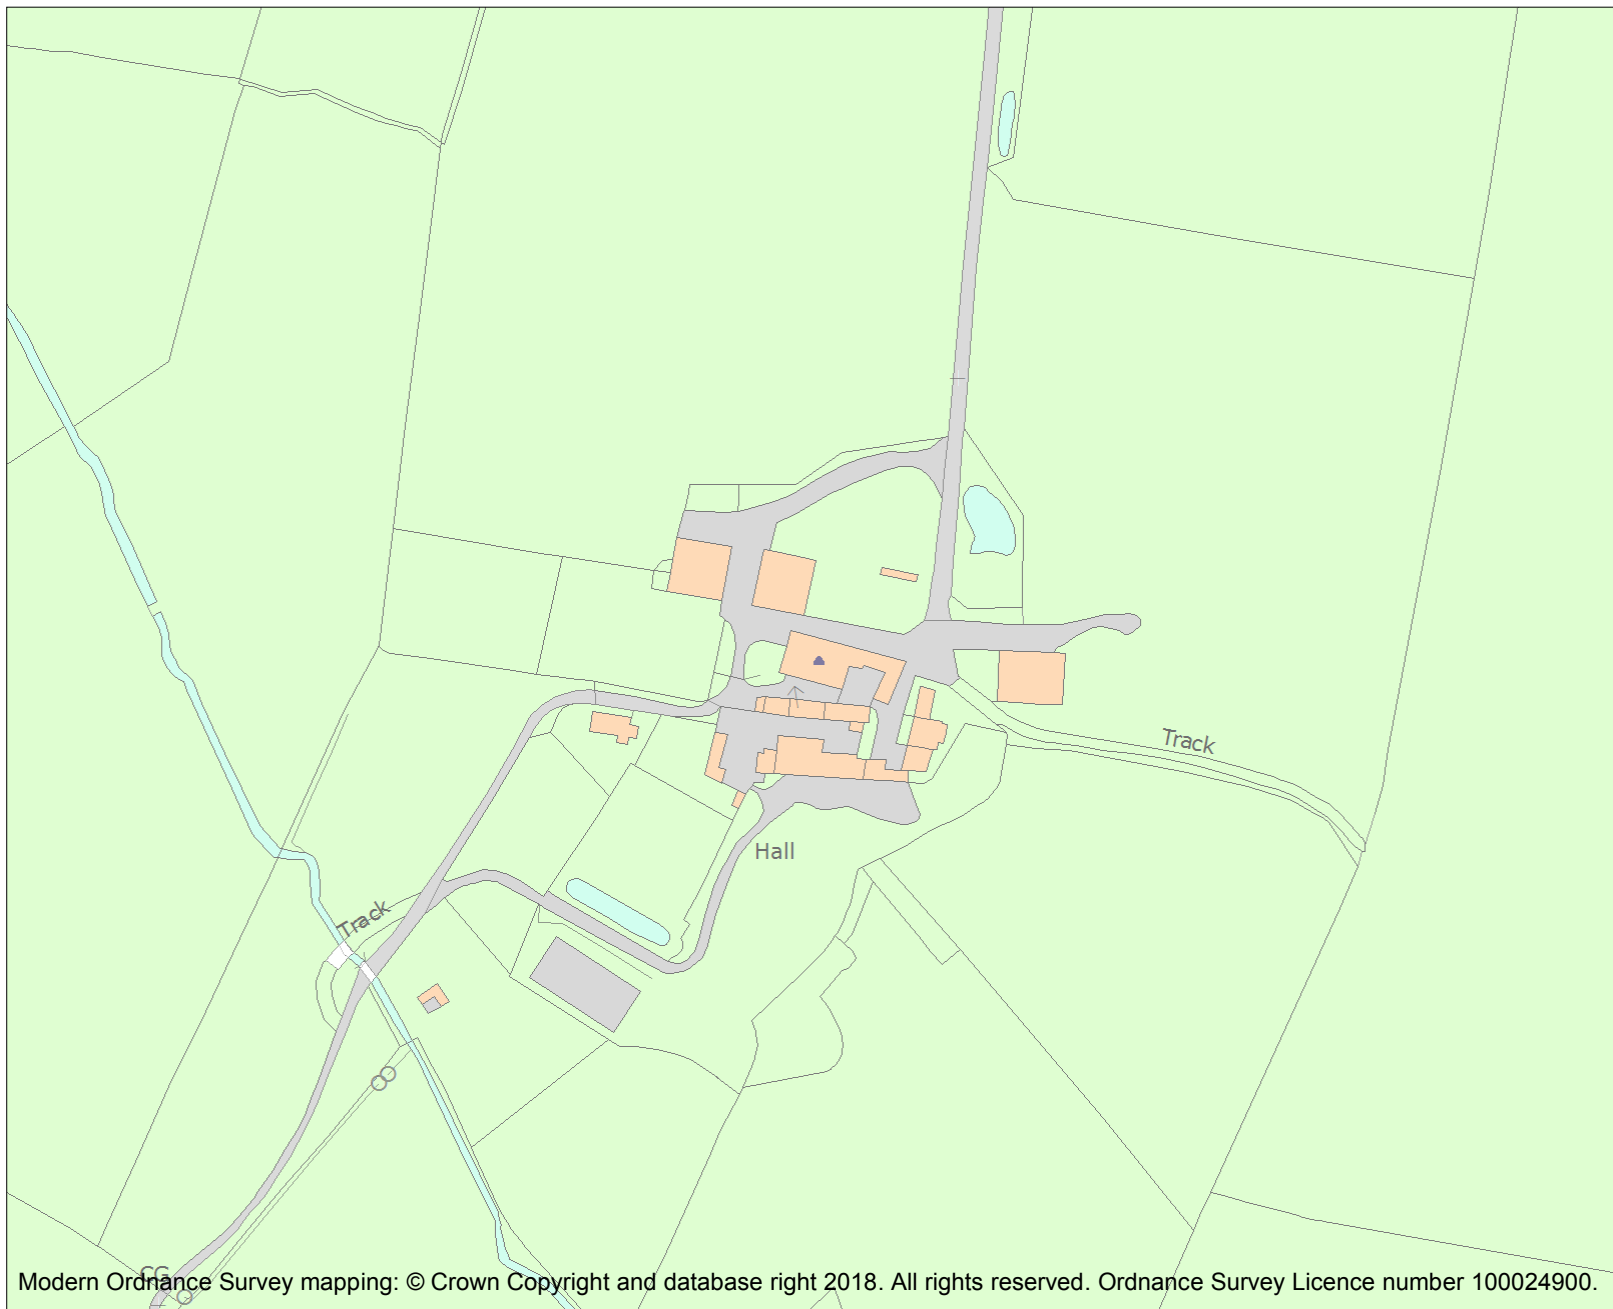 Track
Hall
Track
CG
Modern Ordnance Survey mapping: © Crown Copyright and database right 2018. All rights reserved. Ordnance Survey Licence number 100024900.